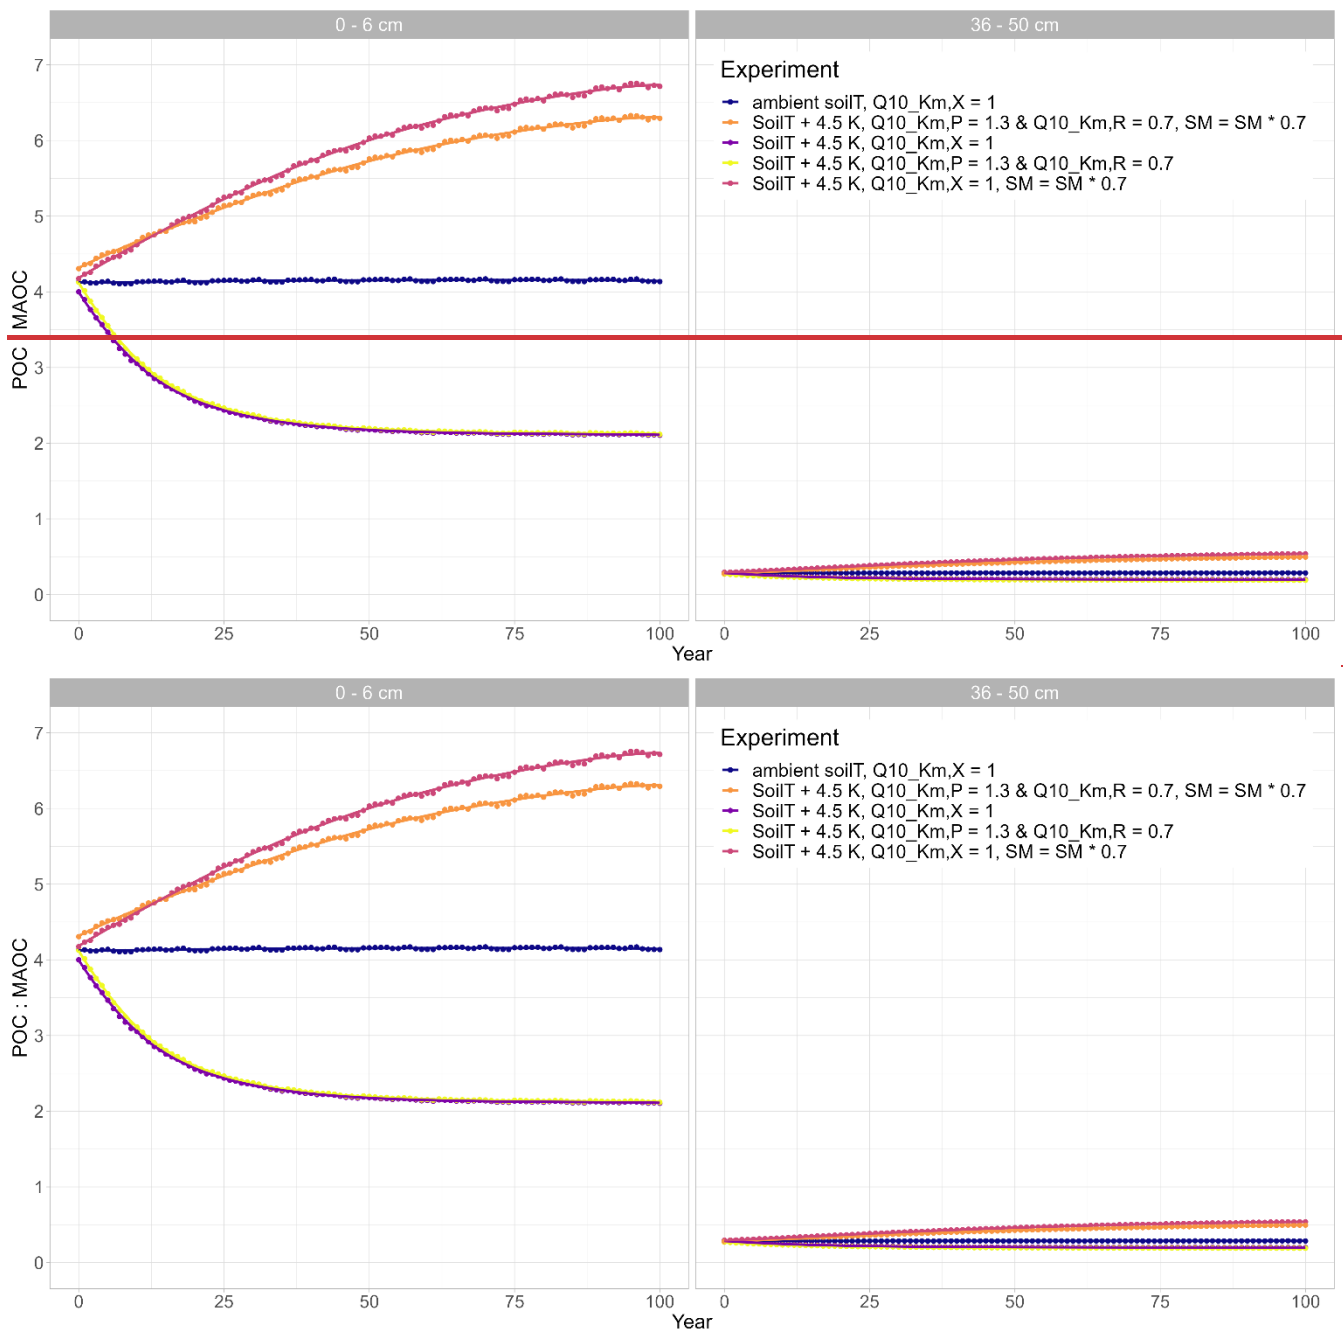 0 - 6 cm
36 - 50 cm
7
6
5
4
3
2
1
0
POC MAOC
Experiment
ambient soilT, Q10_Km,X = 1
SoilT + 4.5 K, Q10_Km,P = 1.3 & Q10_Km,R = 0.7, SM = SM * 0.7
SoilT + 4.5 K, Q10_Km,X = 1
SoilT + 4.5 K, Q10_Km,P = 1.3 & Q10_Km,R = 0.7
SoilT + 4.5 K, Q10_Km,X = 1, SM = SM * 0.7
0 25 50 75 100
0 25 50 75 100
Year
0 - 6 cm
36 - 50 cm
7
6
5
4
3
2
1
0
POC : MAOC
Experiment
ambient soilT, Q10_Km,X = 1
SoilT + 4.5 K, Q10_Km,P = 1.3 & Q10_Km,R = 0.7, SM = SM * 0.7
SoilT + 4.5 K, Q10_Km,X = 1
SoilT + 4.5 K, Q10_Km,P = 1.3 & Q10_Km,R = 0.7
SoilT + 4.5 K, Q10_Km,X = 1, SM = SM * 0.7
0 25 50 75 100
0 25 50 75 100
Year